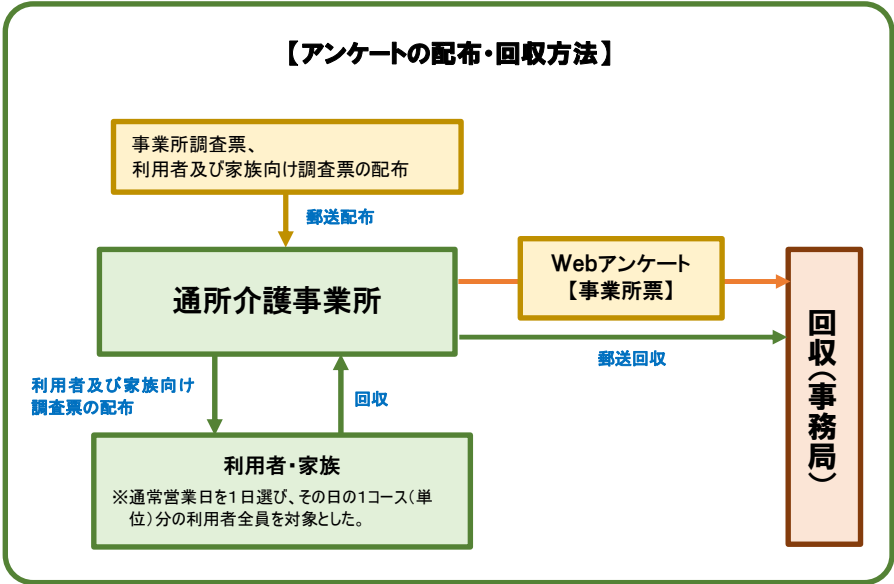 【アンケートの配布・回収方法】
事業所調査票、
利用者及び家族向け調査票の配布
郵送配布
通所介護事業所
Webアンケート
【事業所票】
郵送回収
回収(事務局)
利用者及び家族向け
調査票の配布
回収
利用者・家族
※通常営業日を1日選び、その日の1コース(単
位)分の利用者全員を対象とした。